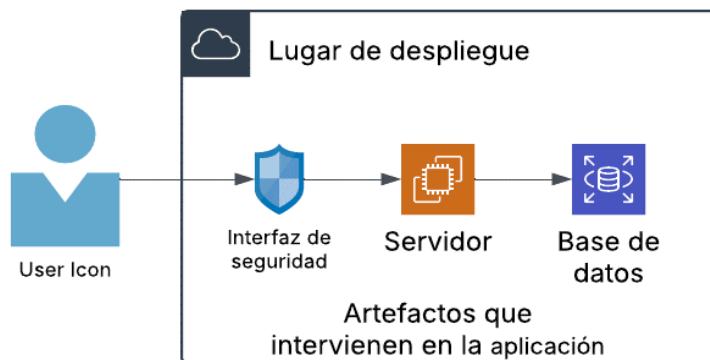 Lugar de despliegue
User Icon
Interfaz de
seguridad
Servidor
Base de
datos
Artefactos que
intervienen en la aplicación